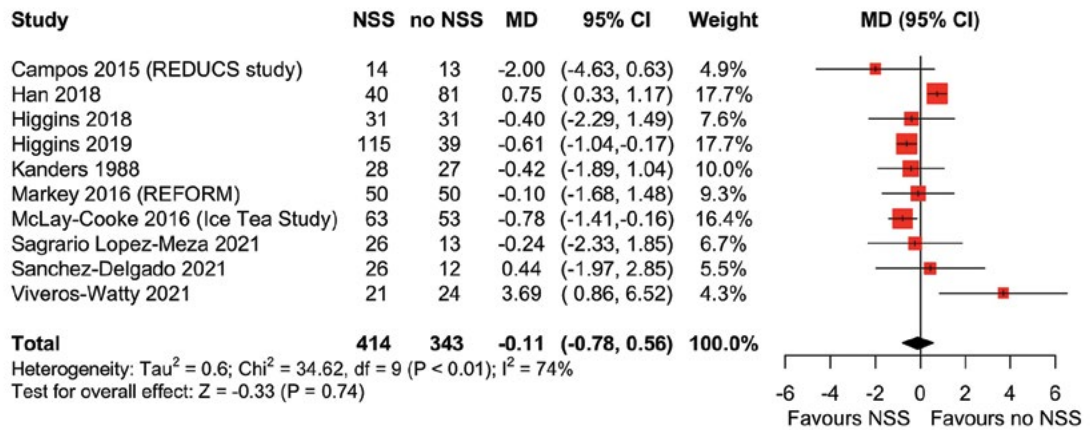 Study NSS no NSS MD 95% CI Weight MD (95% CI)
Campos 2015 (REDUCS study) 14 13 -2.00 (-4.63, 0.63) 4.9%
Han 2018 40 81 0.75 ( 0.33, 1.17) 17.7%
Higgins 2018 31 31 -0.40 (-2.29, 1.49) 7.6%
Higgins 2019 115 39 -0.61 (-1.04,-0.17) 17.7%
Kanders 1988 28 27 -0.42 (-1.89, 1.04) 10.0%
Markey 2016 (REFORM) 50 50 -0.10 (-1.68, 1.48) 9.3%
McLay-Cooke 2016 (Ice Tea Study) 63 53 -0.78 (-1.41,-0.16) 16.4%
Sagrario Lopez-Meza 2021 26 13 -0.24 (-2.33, 1.85) 6.7%
Sanchez-Delgado 2021 26 12 0.44 (-1.97, 2.85) 5.5%
Viveros-Watty 2021 21 24 3.69 ( 0.86, 6.52) 4.3%
Total 414 343 -0.11 (-0.78, 0.56) 100.0%
Heterogeneity: Tau² = 0.6; Chi² = 34.62, df = 9 (P < 0.01); I² = 74%
Test for overall effect: Z = -0.33 (P = 0.74)
-6 -4 -2 0 2 4 6
Favours NSS Favours no NSS